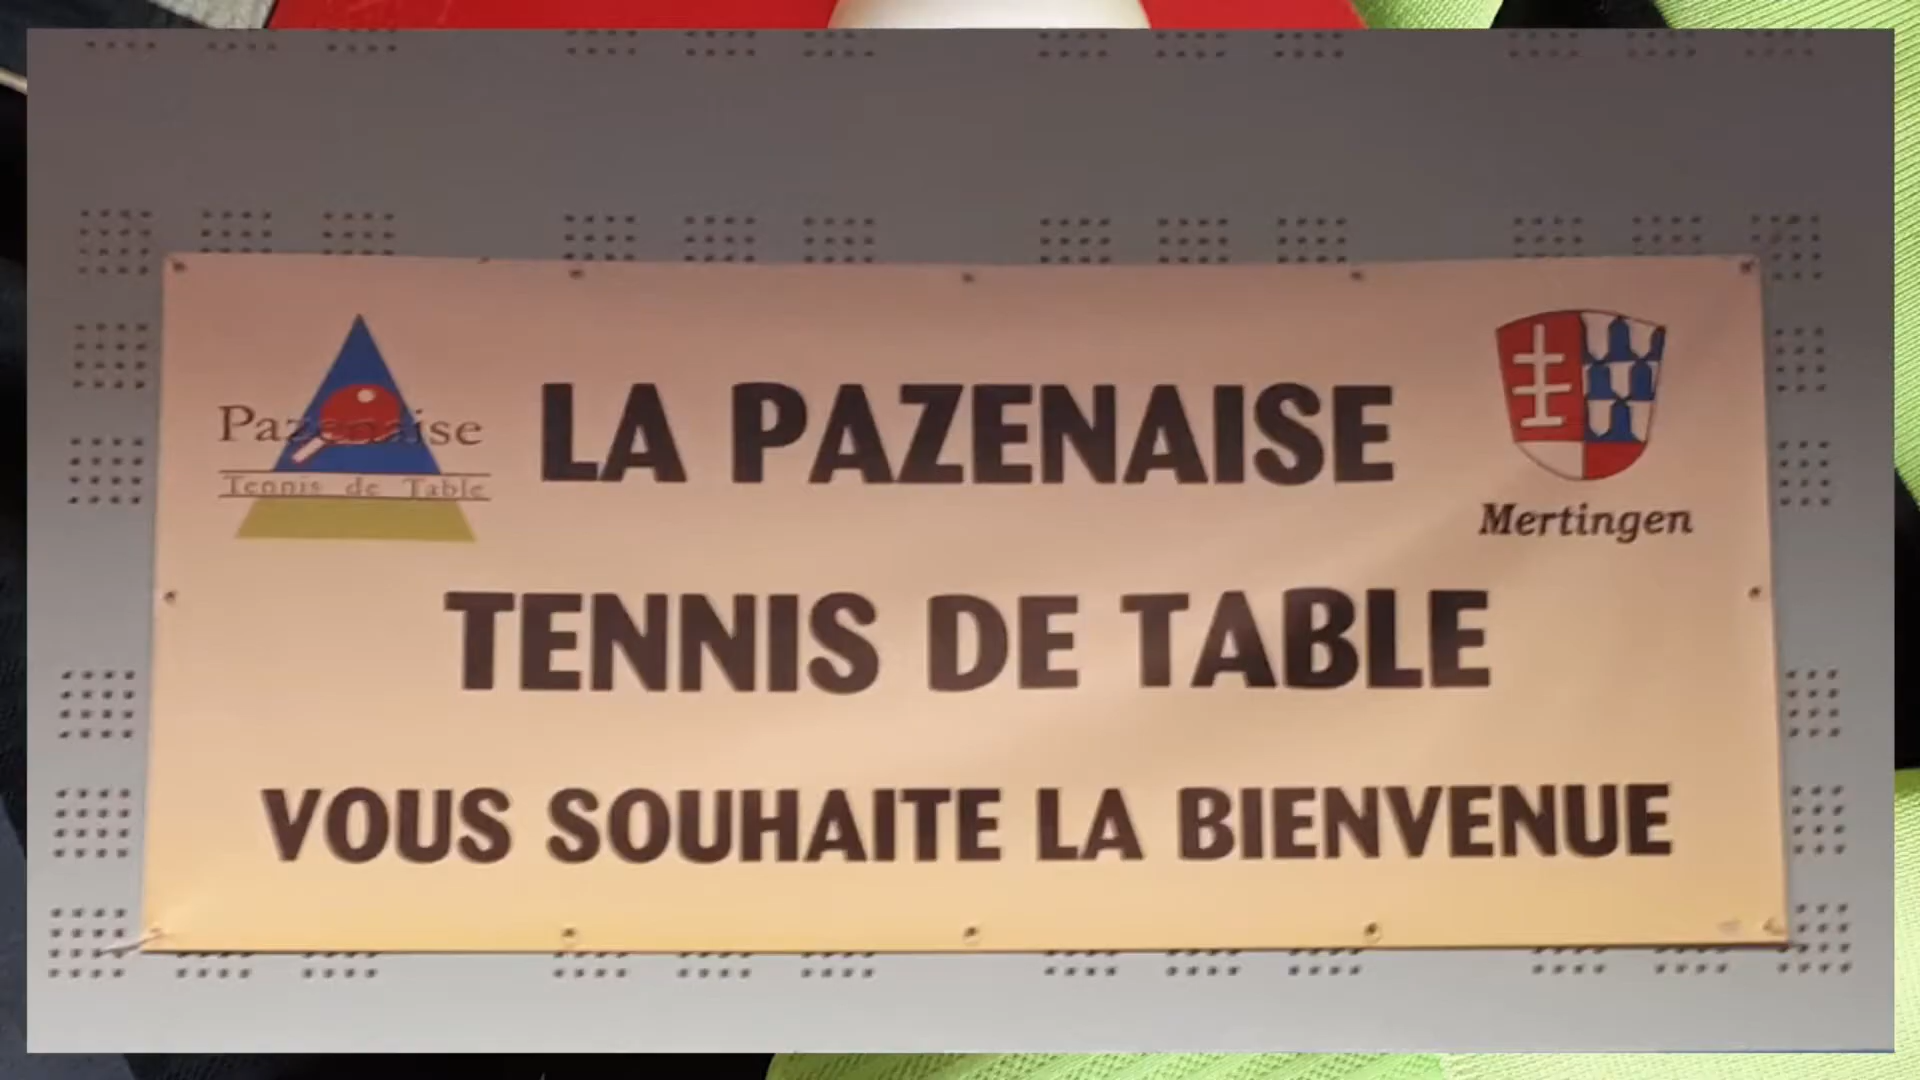 Pazenaise
Tennis de Table
LA PAZENAISE
Mertingen
TENNIS DE TABLE
VOUS SOUHAITE LA BIENVENUE